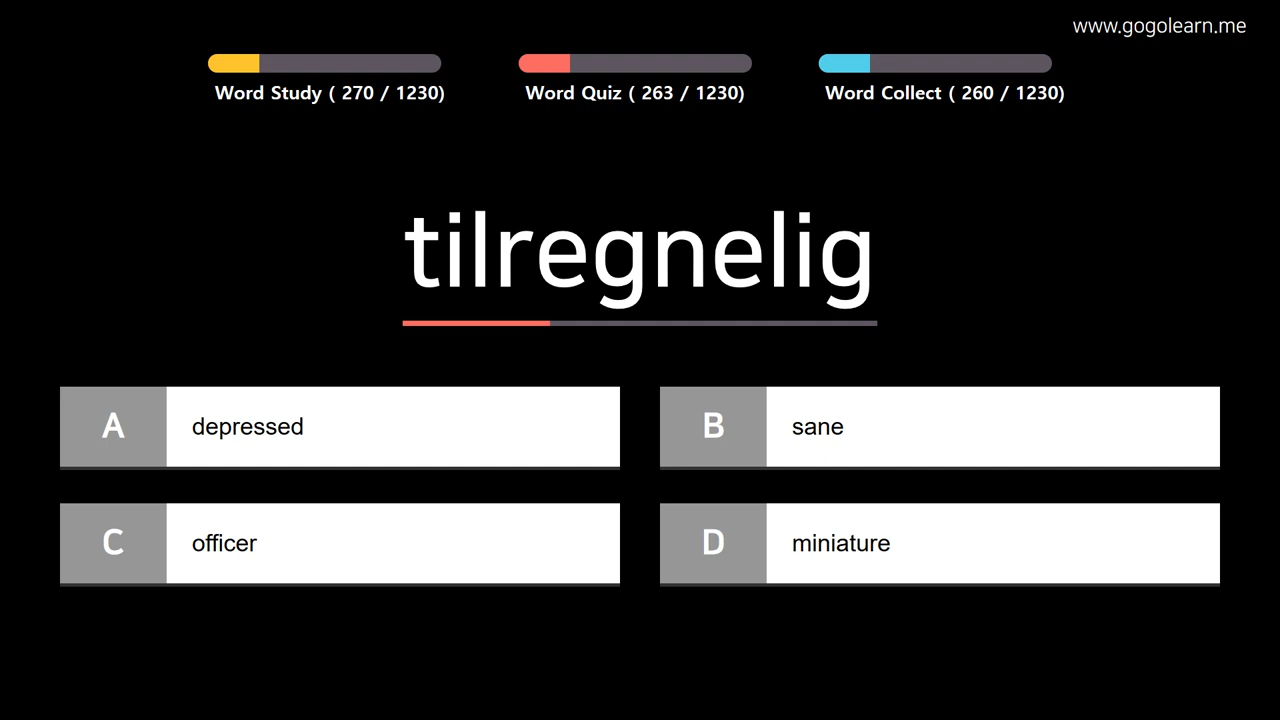 www.gogolearn.me
Word Study ( 270 / 1230)
Word Quiz ( 263 / 1230)
Word Collect ( 260 / 1230)
tilregnelig
A depressed
B sane
C officer
D miniature